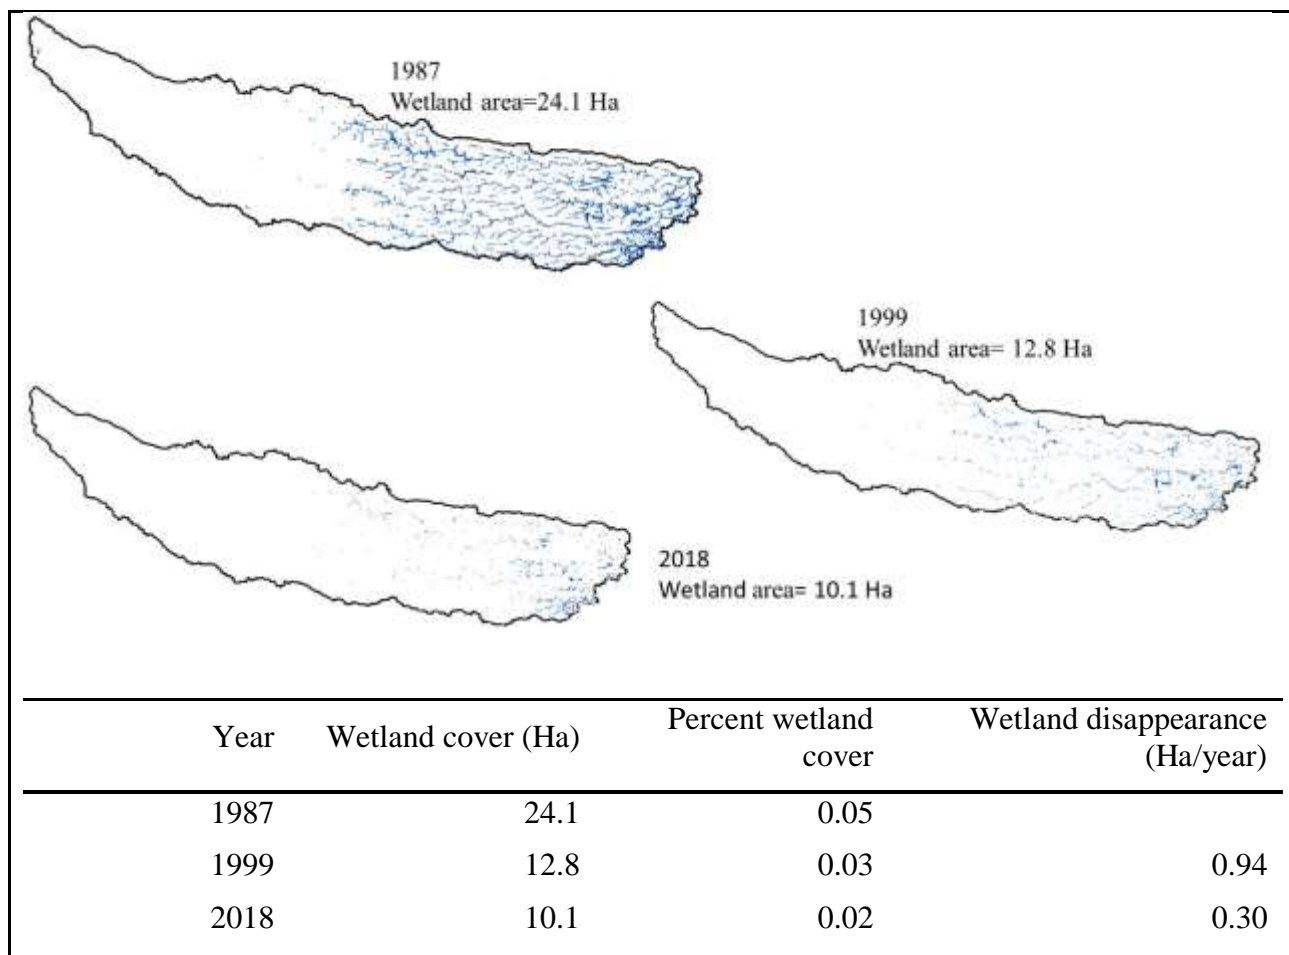 1987
Wetland area=24.1 Ha
1999
Wetland area= 12.8 Ha
2018
Wetland area= 10.1 Ha
Year Wetland cover (Ha) Percent wetland cover Wetland disappearance (Ha/year)
1987 24.1 0.05
1999 12.8 0.03 0.94
2018 10.1 0.02 0.30